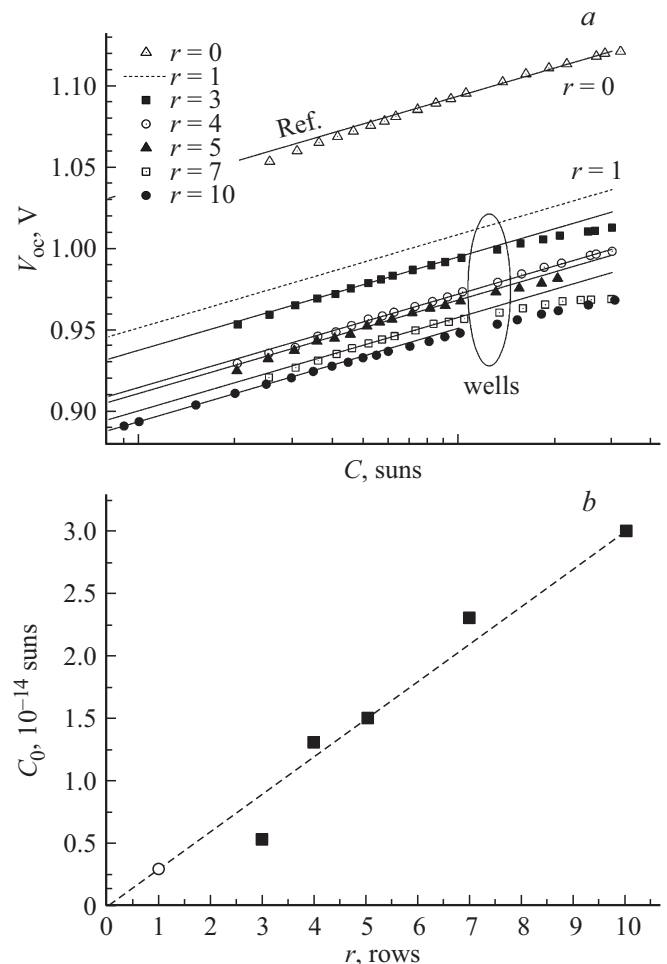 a
1.10
1.05
1.00
0.95
0.90
V_oc, V
r = 0
r = 1
r = 3
r = 4
r = 5
r = 7
r = 10
Ref.
r = 0
r = 1
wells
C, suns
b
3.0
2.5
2.0
1.5
1.0
0.5
0
C_0, 10^–14 suns
0 1 2 3 4 5 6 7 8 9 10
r, rows